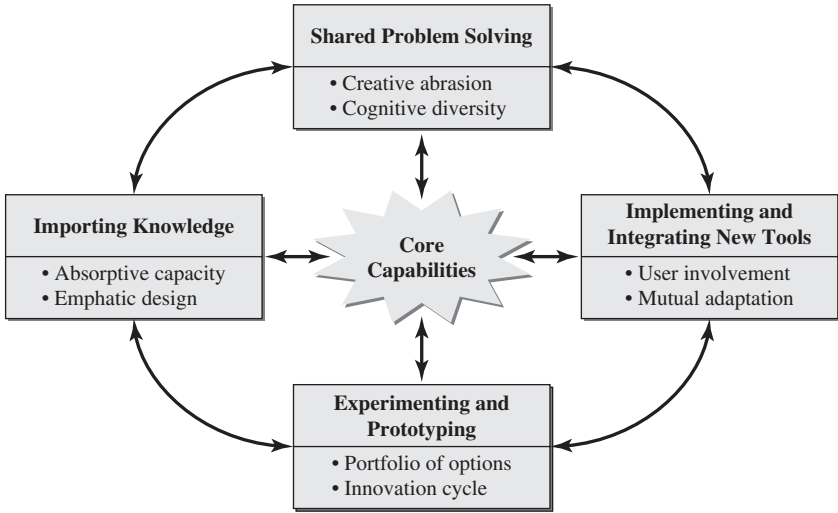 Shared Problem Solving
• Creative abrasion
• Cognitive diversity
Importing Knowledge
• Absorptive capacity
• Emphatic design
Core
Capabilities
Implementing and
Integrating New Tools
• User involvement
• Mutual adaptation
Experimenting and
Prototyping
• Portfolio of options
• Innovation cycle